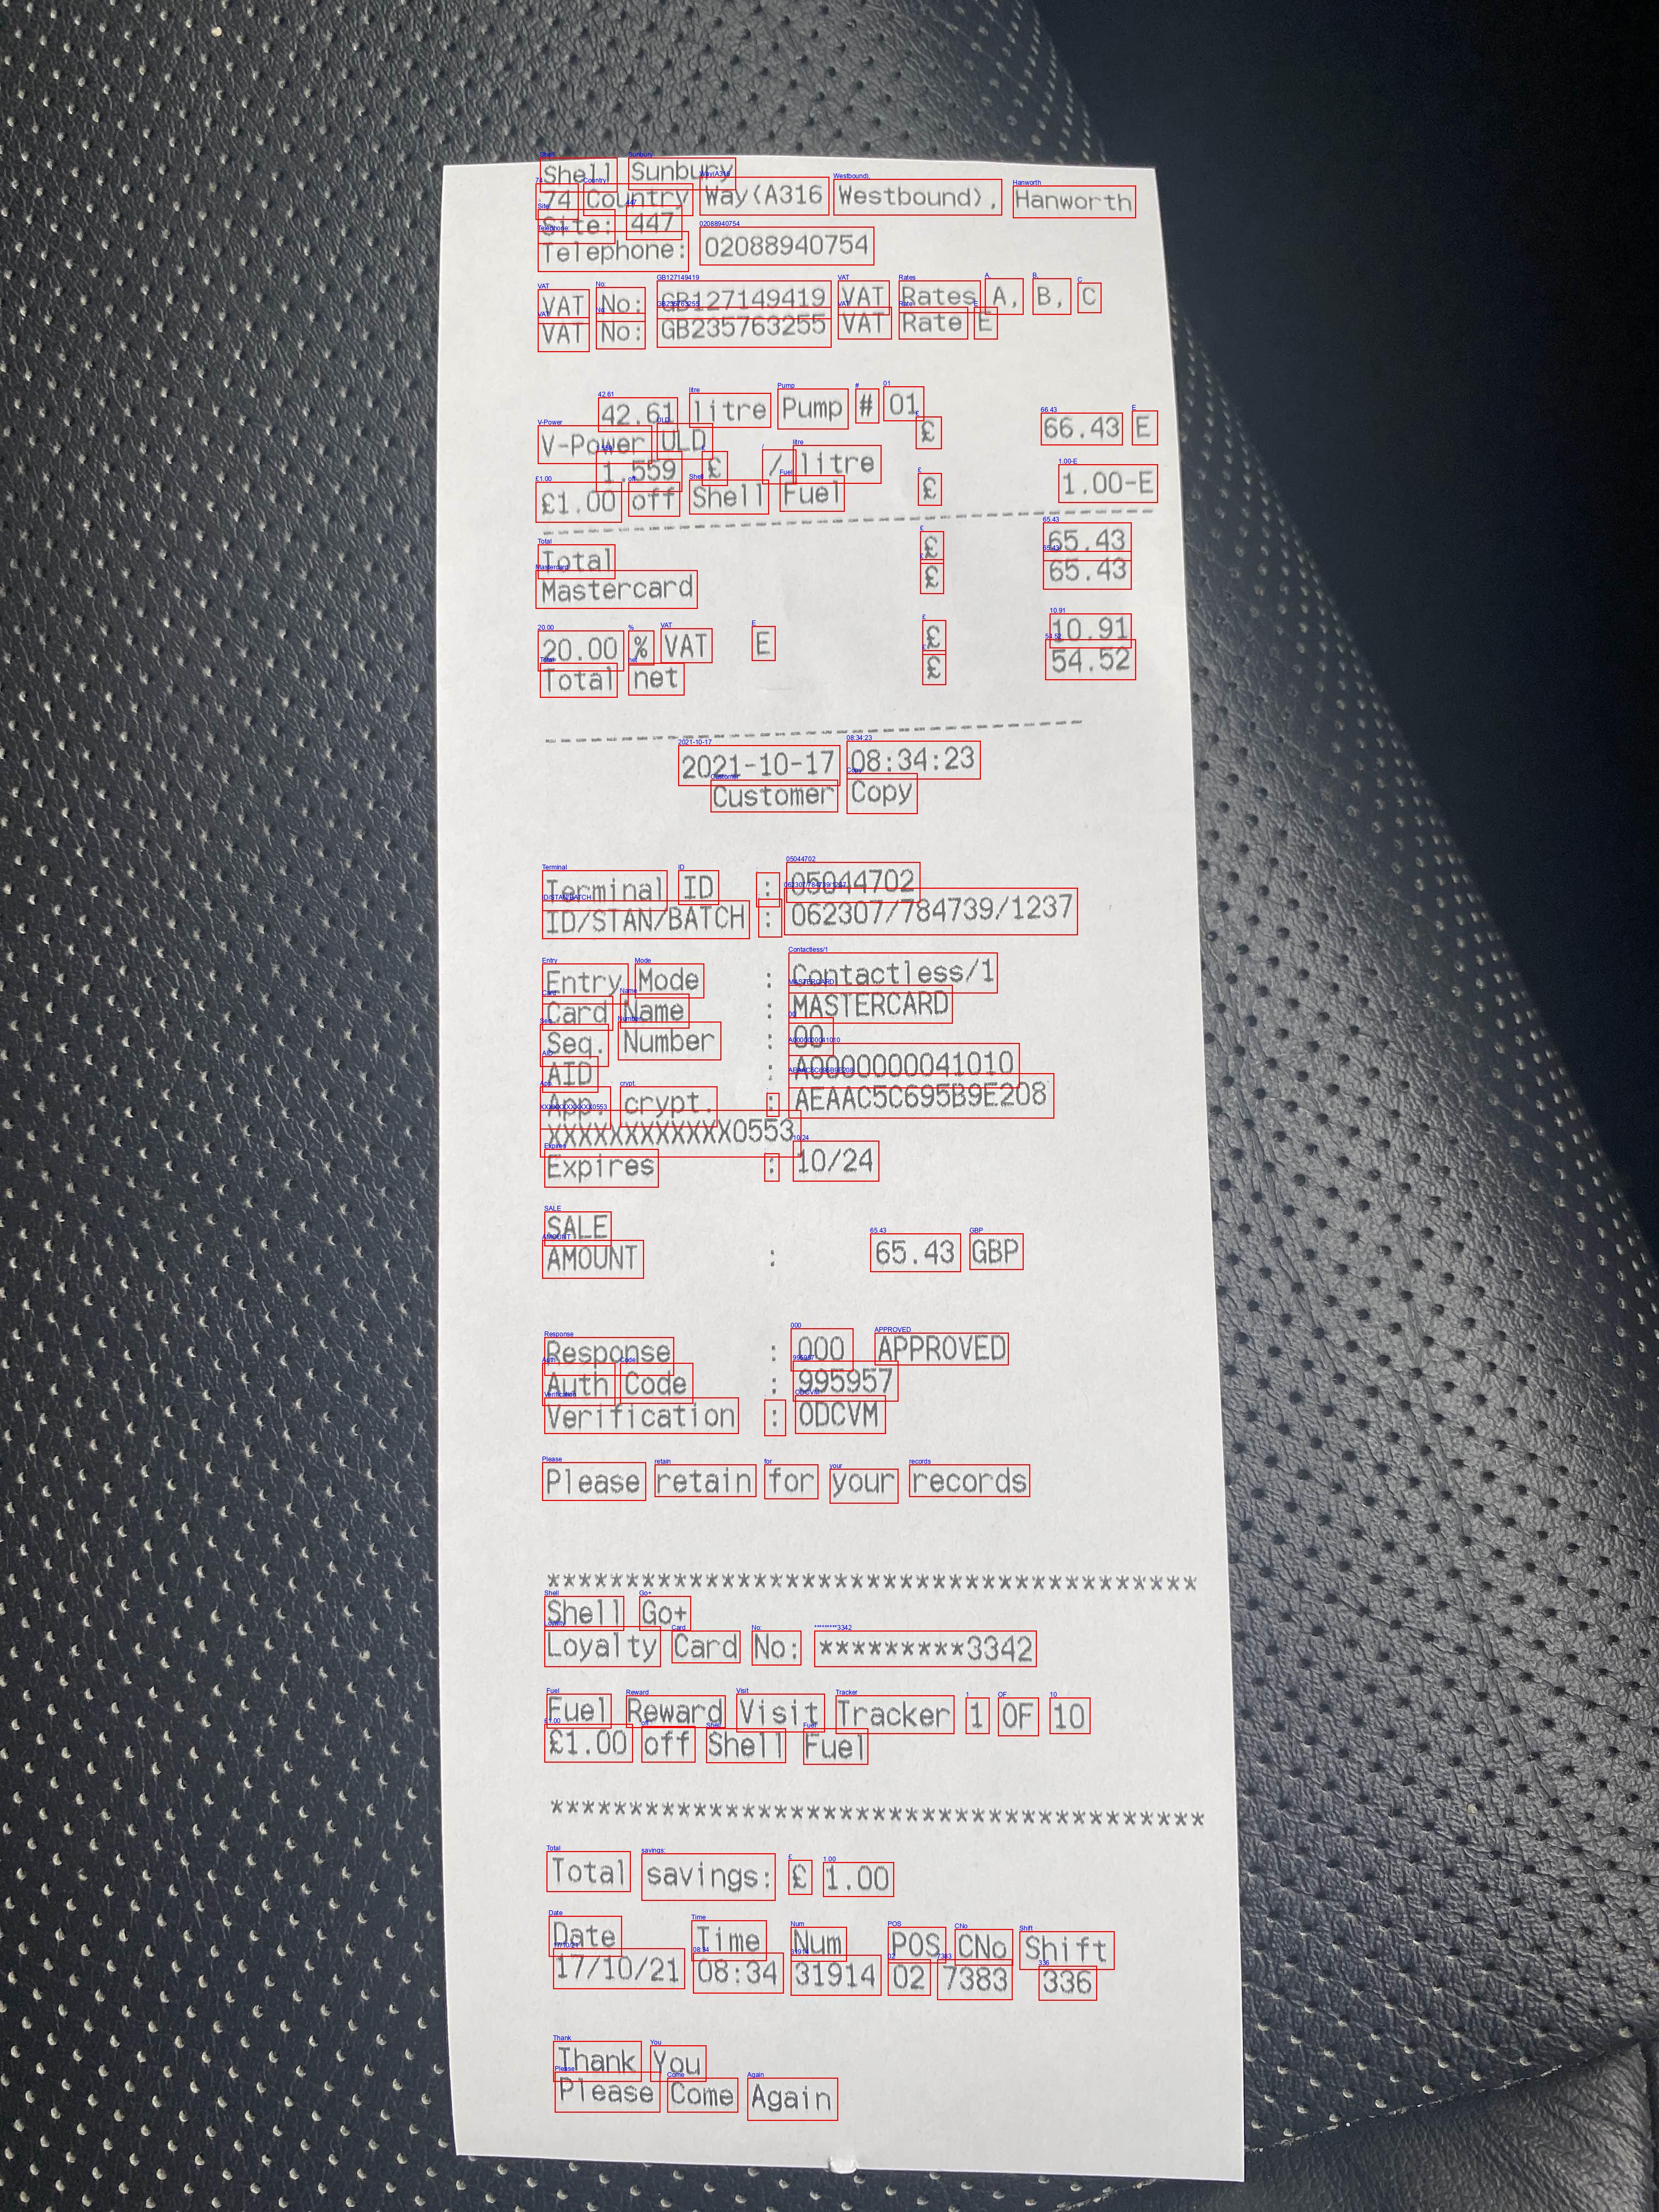 Shell Sunbury
74 Country Way(A316 Westbound), Hanworth
Site: 447
Telephone: 02088940754
VAT No: GB127149419 VAT Rates A, B, C
VAT No: GB235763255 VAT Rate E
42.61 litre Pump # 01
V-Power ULD £ 66.43 E
1.559 £ / litre
£1.00 off Shell Fuel £ 1.00-E
Total £ 65.43
Mastercard £ 65.43
20.00 % VAT E £ 10.91
Total net £ 54.52
2021-10-17 08:34:23
Customer Copy
Terminal ID : 05044702
ID/STAN/BATCH : 062307/784739/1237
Entry Mode : Contactless/1
Card Name : MASTERCARD
Seq. Number : 00
AID : A0000000041010
App. crypt. : AEAAC5C695B9E208
XXXXXXXXXXXX0553
Expires : 10/24
SALE
AMOUNT : 65.43 GBP
Response : 000 APPROVED
Auth Code : 995957
Verification : ODCVM
Please retain for your records
*****************************************
Shell Go+
Loyalty Card No: *********3342
Fuel Reward Visit Tracker 1 OF 10
£1.00 off Shell Fuel
*****************************************
Total savings: £ 1.00
Date Time Num POS CNo Shift
17/10/21 08:34 31914 02 7383 336
Thank You
Please Come Again